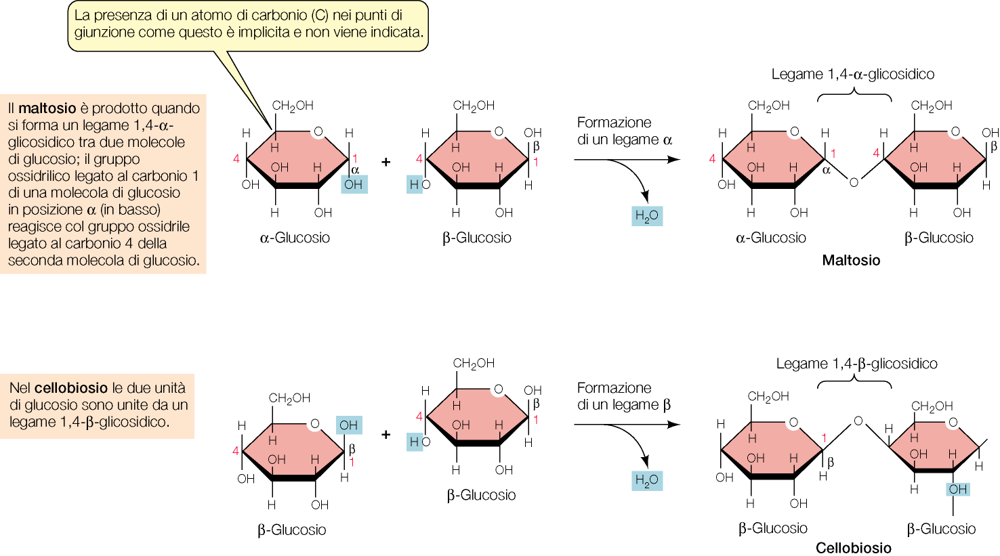 La presenza di un atomo di carbonio (C) nei punti di
giunzione come questo è implicita e non viene indicata.
Il maltosio è prodotto quando
si forma un legame 1,4-α-
glicosidico tra due molecole
di glucosio; il gruppo
ossidrilico legato al carbonio 1
di una molecola di glucosio
in posizione α (in basso)
reagisce col gruppo ossidrile
legato al carbonio 4 della
seconda molecola di glucosio.
CH₂OH
H
O
H
H
4
OH
H
1
α
OH
OH
H
OH
α-Glucosio
+
CH₂OH
H
O
OH
β
H
4
OH
H
1
HO
H
H
OH
β-Glucosio
Formazione
di un legame α
H₂O
Legame 1,4-α-glicosidico
CH₂OH
H
O
H
H
4
OH
H
1
α
OH
H
OH
O
CH₂OH
H
O
OH
β
H
4
OH
H
H
H
OH
α-Glucosio
β-Glucosio
Maltosio
Nel cellobiosio le due unità
di glucosio sono unite da un
legame 1,4-β-glicosidico.
CH₂OH
H
O
OH
H
4
OH
H
β
1
OH
H
H
OH
β-Glucosio
+
CH₂OH
H
O
OH
β
H
4
OH
H
1
HO
H
H
OH
β-Glucosio
Formazione
di un legame β
H₂O
Legame 1,4-β-glicosidico
CH₂OH
H
O
H
1
OH
H
β
OH
H
H
OH
O
CH₂OH
H
O
H
OH
H
H
H
OH
β-Glucosio
β-Glucosio
Cellobiosio